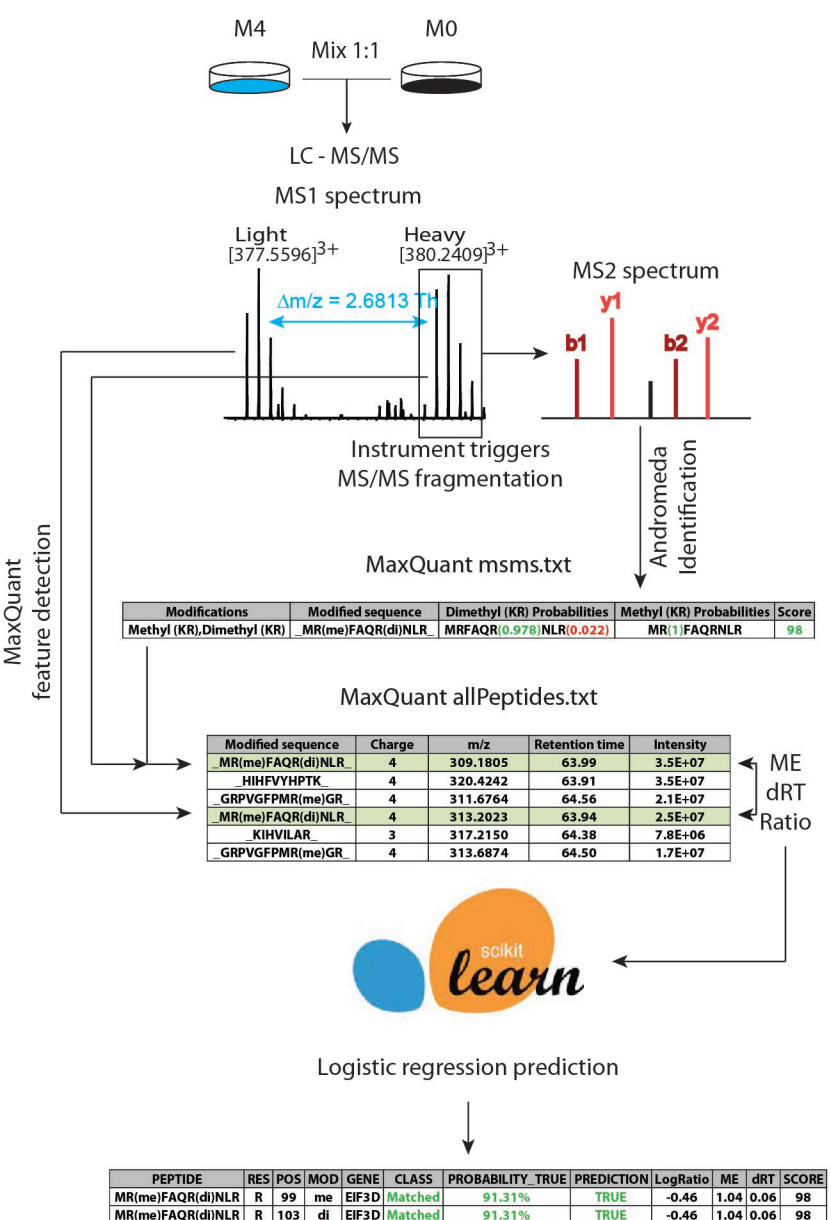 M4
M0
Mix 1:1
LC - MS/MS
MS1 spectrum
Light
[377.5596]3+
Heavy
[380.2409]3+
Δm/z = 2.6813 Th
MS2 spectrum
b1
y1
b2
y2
Instrument triggers
MS/MS fragmentation
Andromeda
Identification
MaxQuant
feature detection
MaxQuant msms.txt
Modifications Modified sequence Dimethyl (KR) Probabilities Methyl (KR) Probabilities Score
Methyl (KR),Dimethyl (KR) _MR(me)FAQR(di)NLR_ MRFAQR(0.978)NLR(0.022) MR(1)FAQRNLR 98
MaxQuant allPeptides.txt
Modified sequence Charge m/z Retention time Intensity
_MR(me)FAQR(di)NLR_ 4 309.1805 63.99 3.5E+07
_HIHFVYHPTK_ 4 320.4242 63.91 3.5E+07
_GRPVGFPMR(me)GR_ 4 311.6764 64.56 2.1E+07
_MR(me)FAQR(di)NLR_ 4 313.2023 63.94 2.5E+07
_KIHVILAR_ 3 317.2150 64.38 7.8E+06
_GRPVGFPMR(me)GR_ 4 313.6874 64.50 1.7E+07
ME
dRT
Ratio
scikit
learn
Logistic regression prediction
PEPTIDE RES POS MOD GENE CLASS PROBABILITY_TRUE PREDICTION LogRatio ME dRT SCORE
MR(me)FAQR(di)NLR R 99 me EIF3D Matched 91.31% TRUE -0.46 1.04 0.06 98
MR(me)FAQR(di)NLR R 103 di EIF3D Matched 91.31% TRUE -0.46 1.04 0.06 98